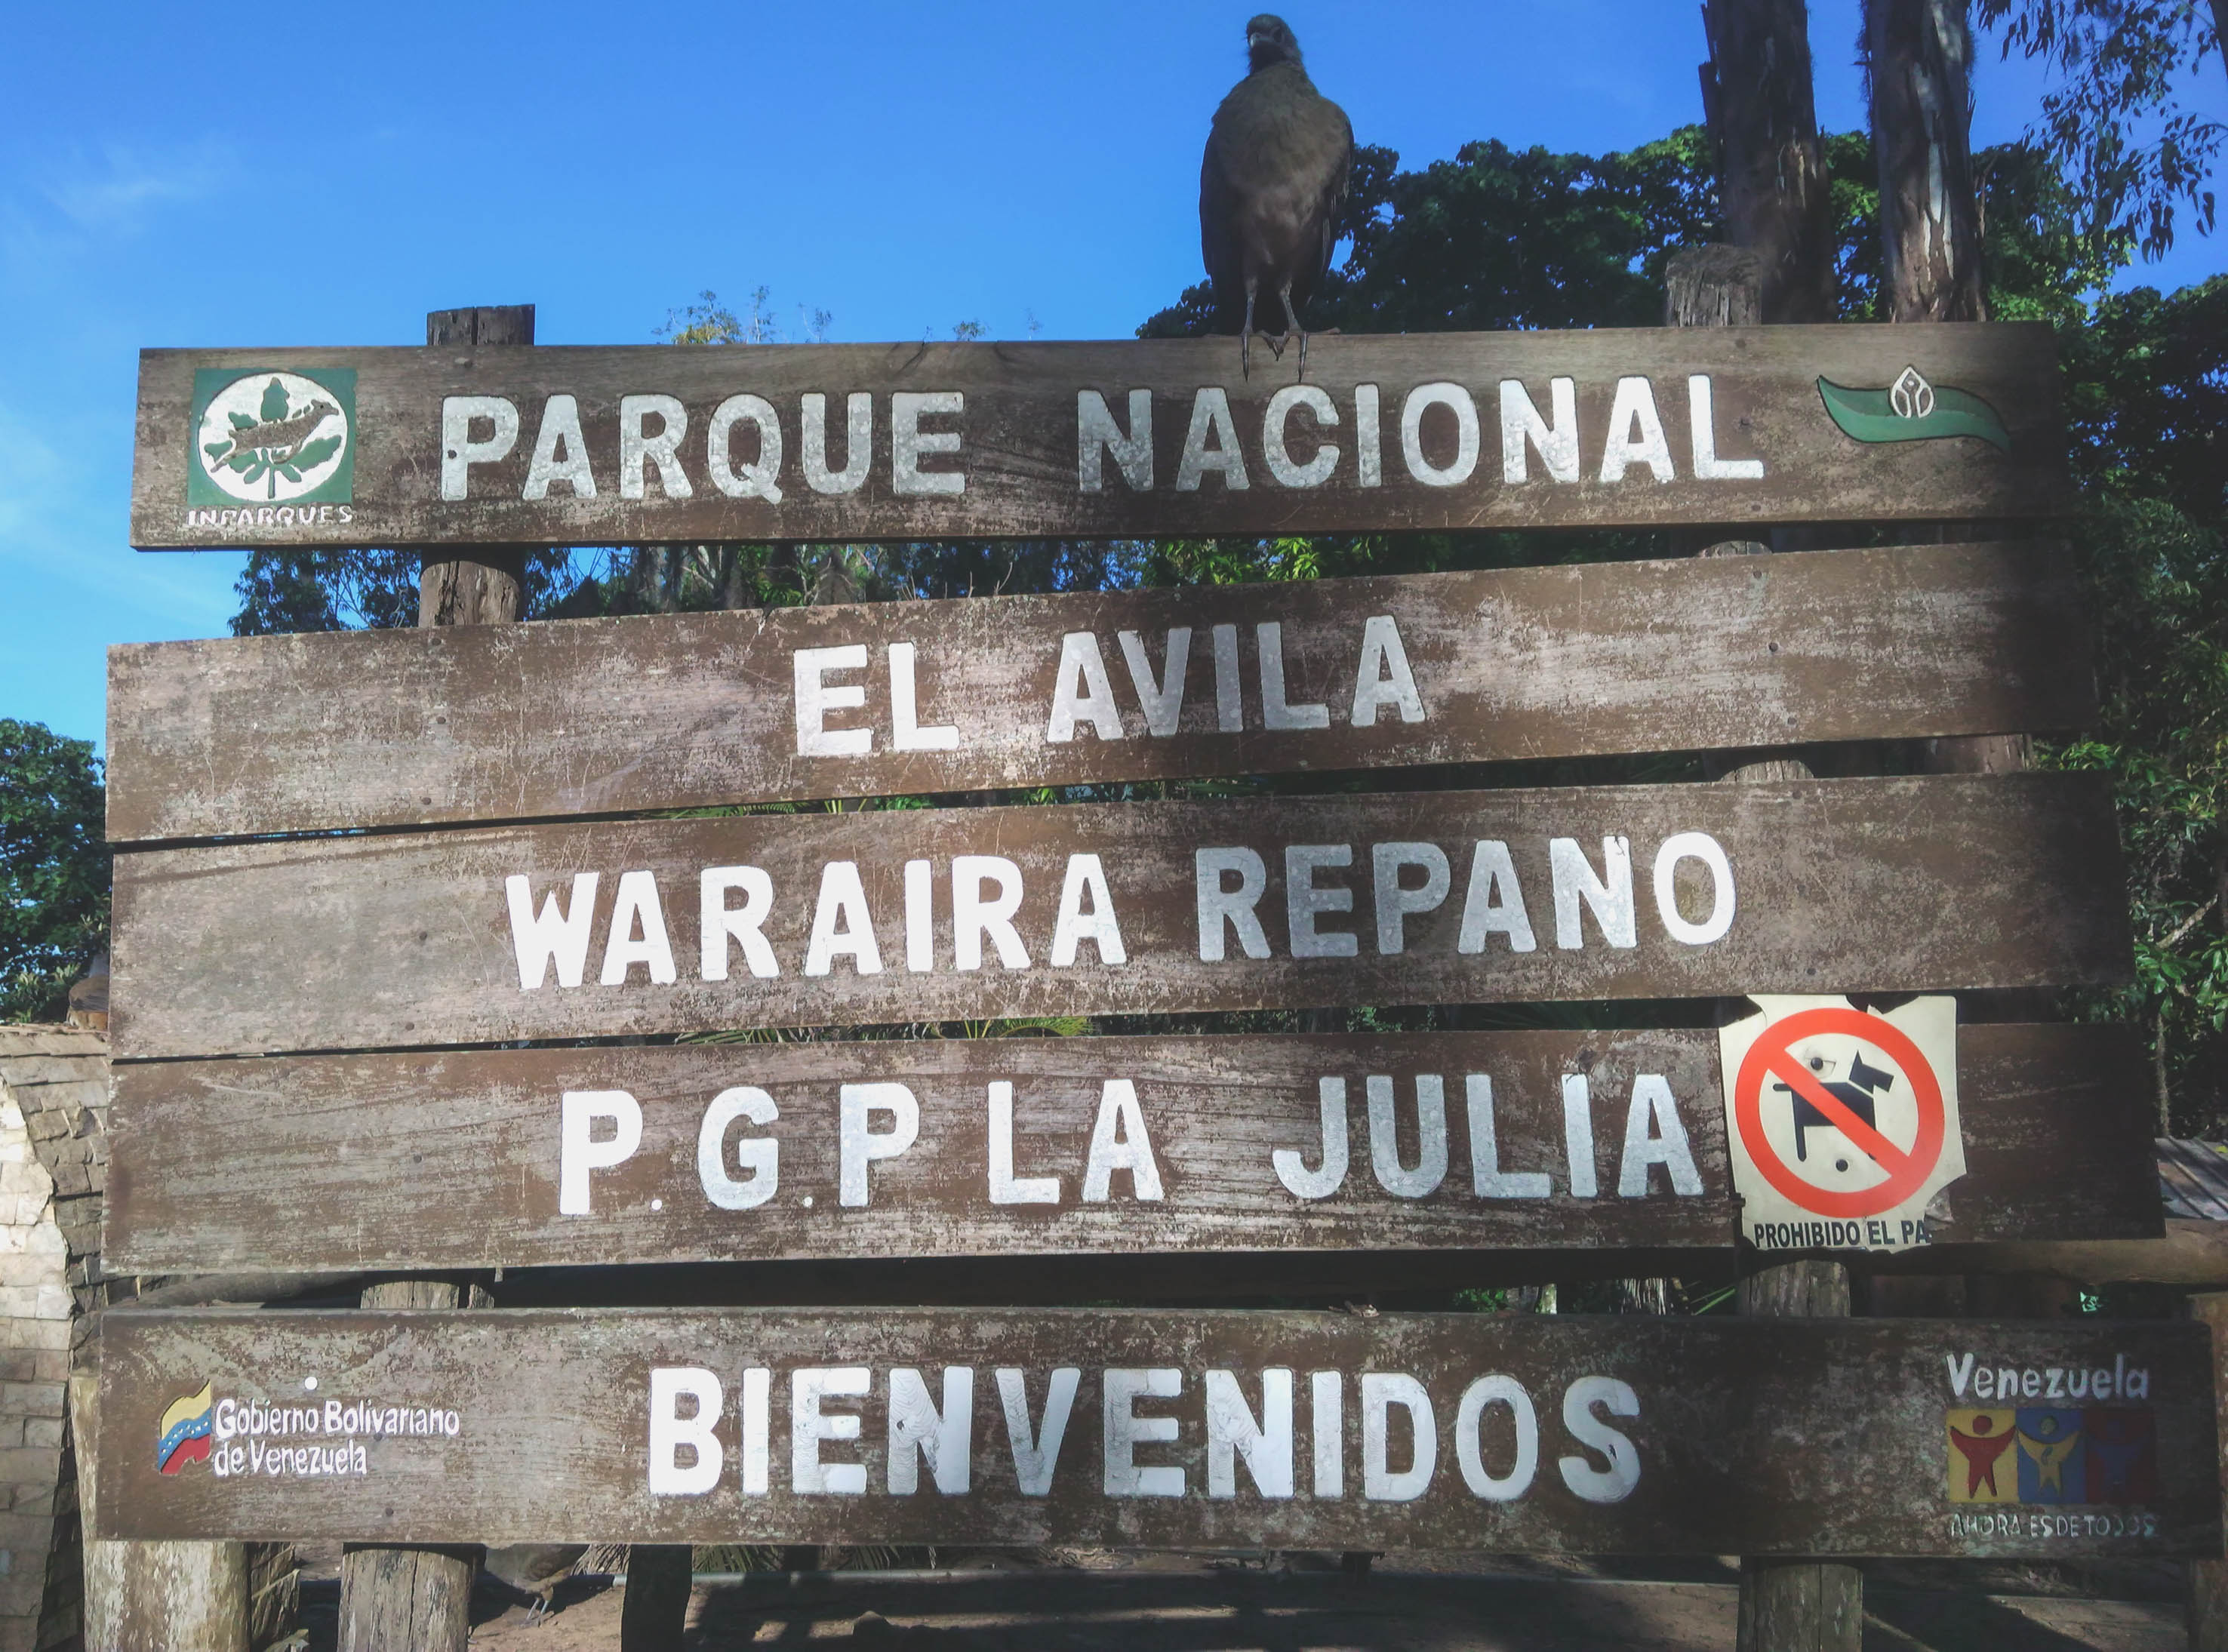 PARQUE NACIONAL
INPARQUES
EL AVILA
WARAIRA REPANO
P.G.P LA JULIA
PROHIBIDO EL PA
BIENVENIDOS
Gobierno Bolivariano
de Venezuela
Venezuela
AHORA ES DE TODOS